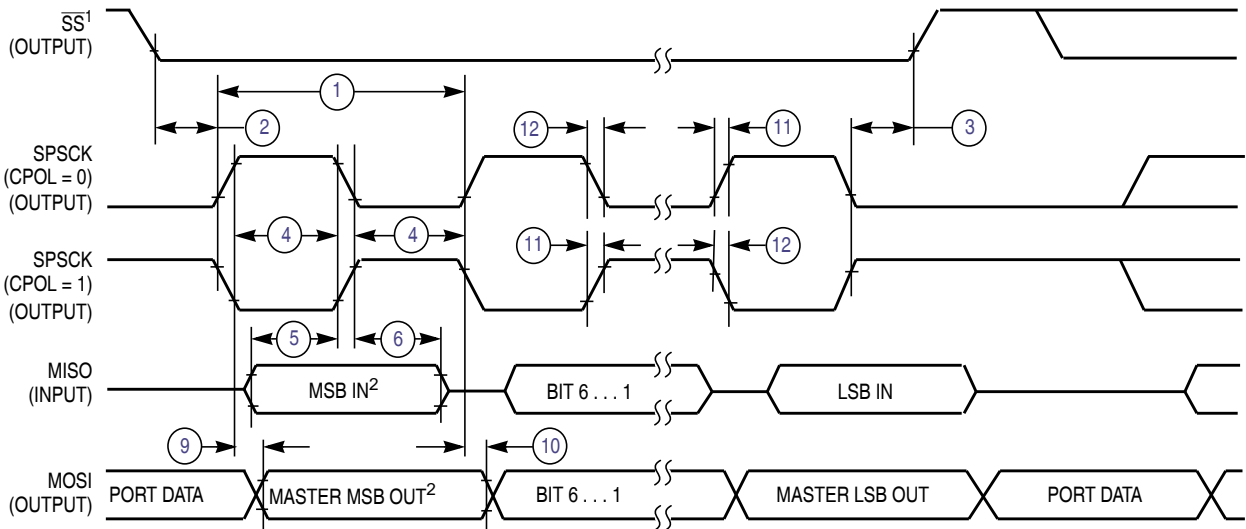 SS¹
(OUTPUT)
1
2
12
11
3
SPSCK
(CPOL = 0)
(OUTPUT)
4
4
SPSCK
(CPOL = 1)
(OUTPUT)
11
12
5
6
MISO
(INPUT)
MSB IN²
BIT 6 . . . 1
LSB IN
9
10
MOSI
(OUTPUT)
PORT DATA
MASTER MSB OUT²
BIT 6 . . . 1
MASTER LSB OUT
PORT DATA